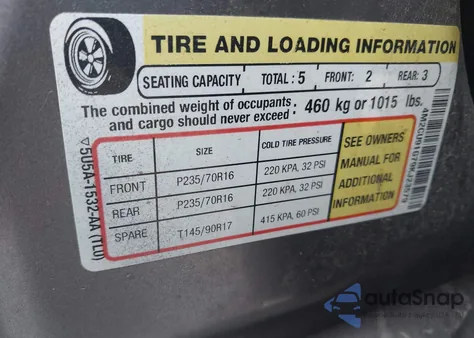 TIRE AND LOADING INFORMATION
SEATING CAPACITY TOTAL : 5 FRONT: 2 REAR: 3
The combined weight of occupants and cargo should never exceed : 460 kg or 1015 lbs.
TIRE SIZE COLD TIRE PRESSURE
FRONT P235/70R16 220 KPA, 32 PSI
REAR P235/70R16 220 KPA, 32 PSI
SPARE T145/90R17 415 KPA, 60 PSI
SEE OWNERS
MANUAL FOR
ADDITIONAL
INFORMATION
5U5A-1532-AA (TL0)
autoSnap